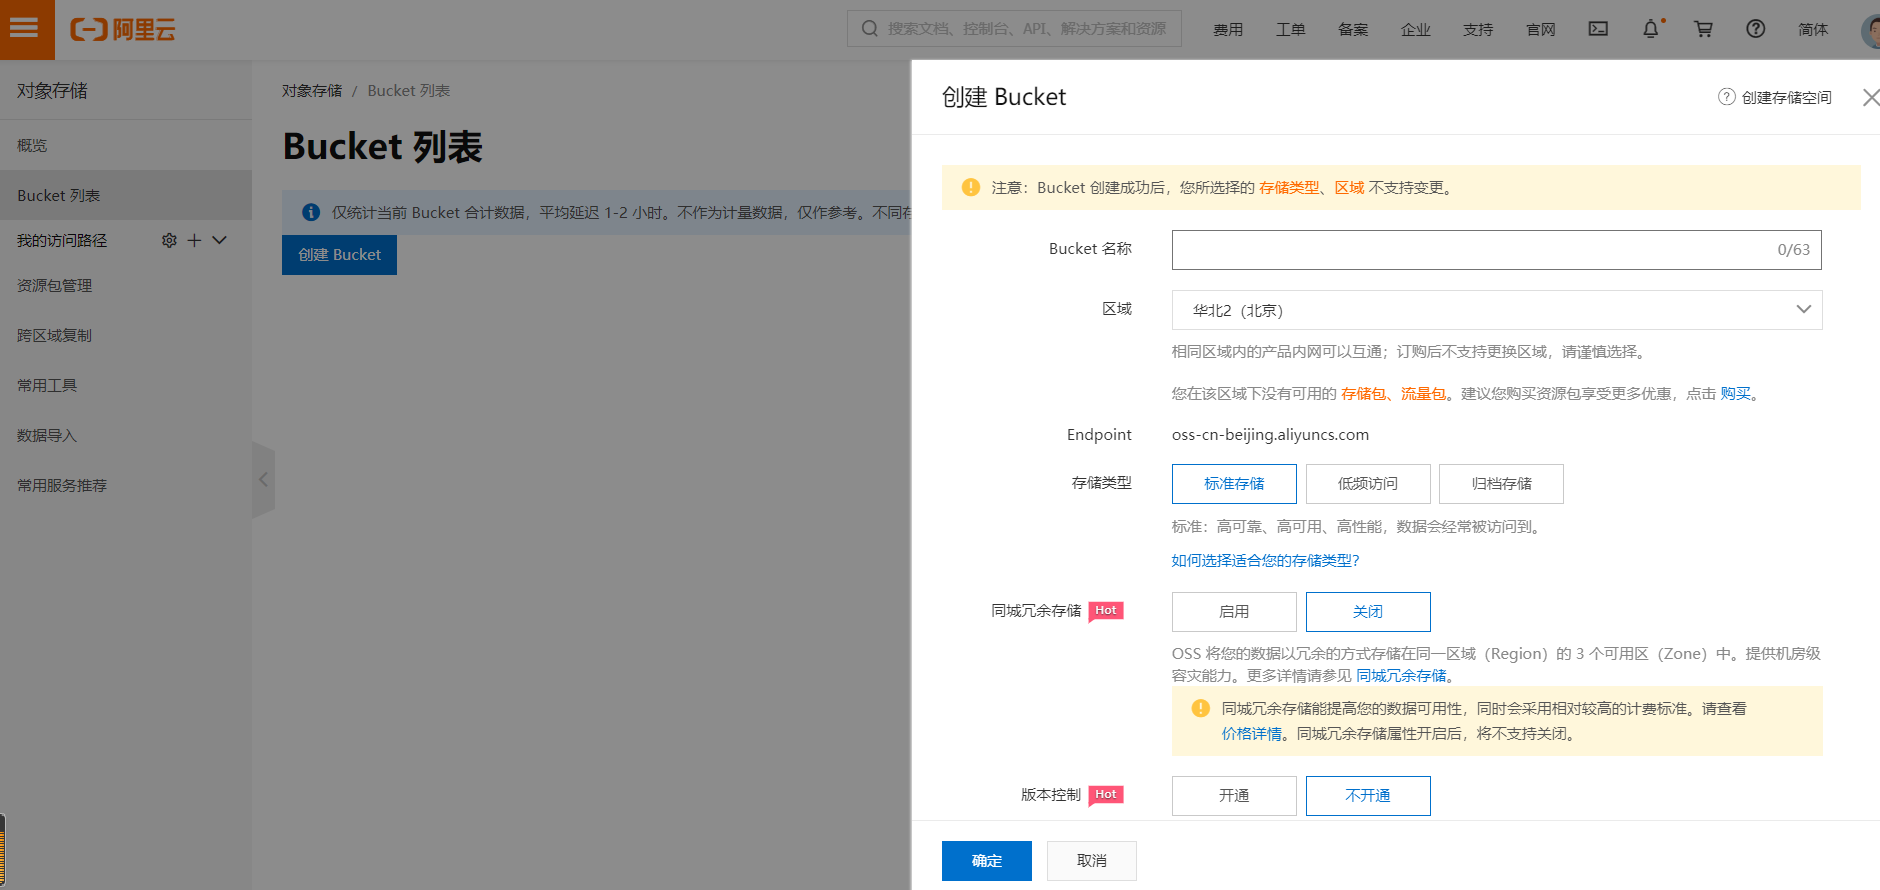 阿里云
搜索文档、控制台、API、解决方案和资源
费用 工单 备案 企业 支持 官网 简体
对象存储
概览
Bucket 列表
我的访问路径
资源包管理
跨区域复制
常用工具
数据导入
常用服务推荐
对象存储 / Bucket 列表
Bucket 列表
仅统计当前 Bucket 合计数据，平均延迟 1-2 小时。不作为计量数据，仅作参考。不同
创建 Bucket
创建 Bucket
创建存储空间
注意：Bucket 创建成功后，您所选择的 存储类型、区域 不支持变更。
Bucket 名称
0/63
区域
华北2（北京）
相同区域内的产品内网可以互通；订购后不支持更换区域，请谨慎选择。
您在该区域下没有可用的 存储包、流量包。建议您购买资源包享受更多优惠，点击 购买。
Endpoint
oss-cn-beijing.aliyuncs.com
存储类型
标准存储 低频访问 归档存储
标准：高可靠、高可用、高性能，数据会经常被访问到。
如何选择适合您的存储类型？
同城冗余存储 Hot
启用 关闭
OSS 将您的数据以冗余的方式存储在同一区域（Region）的 3 个可用区（Zone）中。提供机房级
容灾能力。更多详情请参见 同城冗余存储。
同城冗余存储能提高您的数据可用性，同时会采用相对较高的计费标准。请查看
价格详情。同城冗余存储属性开启后，将不支持关闭。
版本控制 Hot
开通 不开通
确定 取消